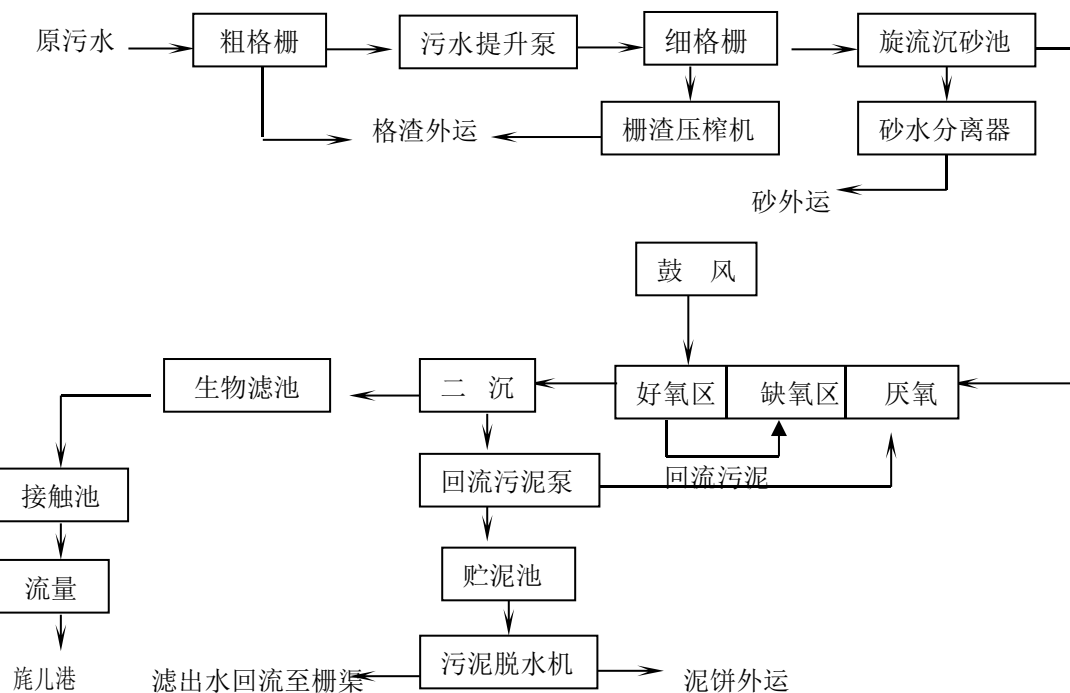 原污水
粗格栅
污水提升泵
细格栅
旋流沉砂池
格渣外运
栅渣压榨机
砂水分离器
砂外运
鼓 风
生物滤池
二 沉
好氧区
缺氧区
厌氧
回流污泥泵
回流污泥
接触池
贮泥池
流量
污泥脱水机
旄儿港
滤出水回流至栅渠
泥饼外运